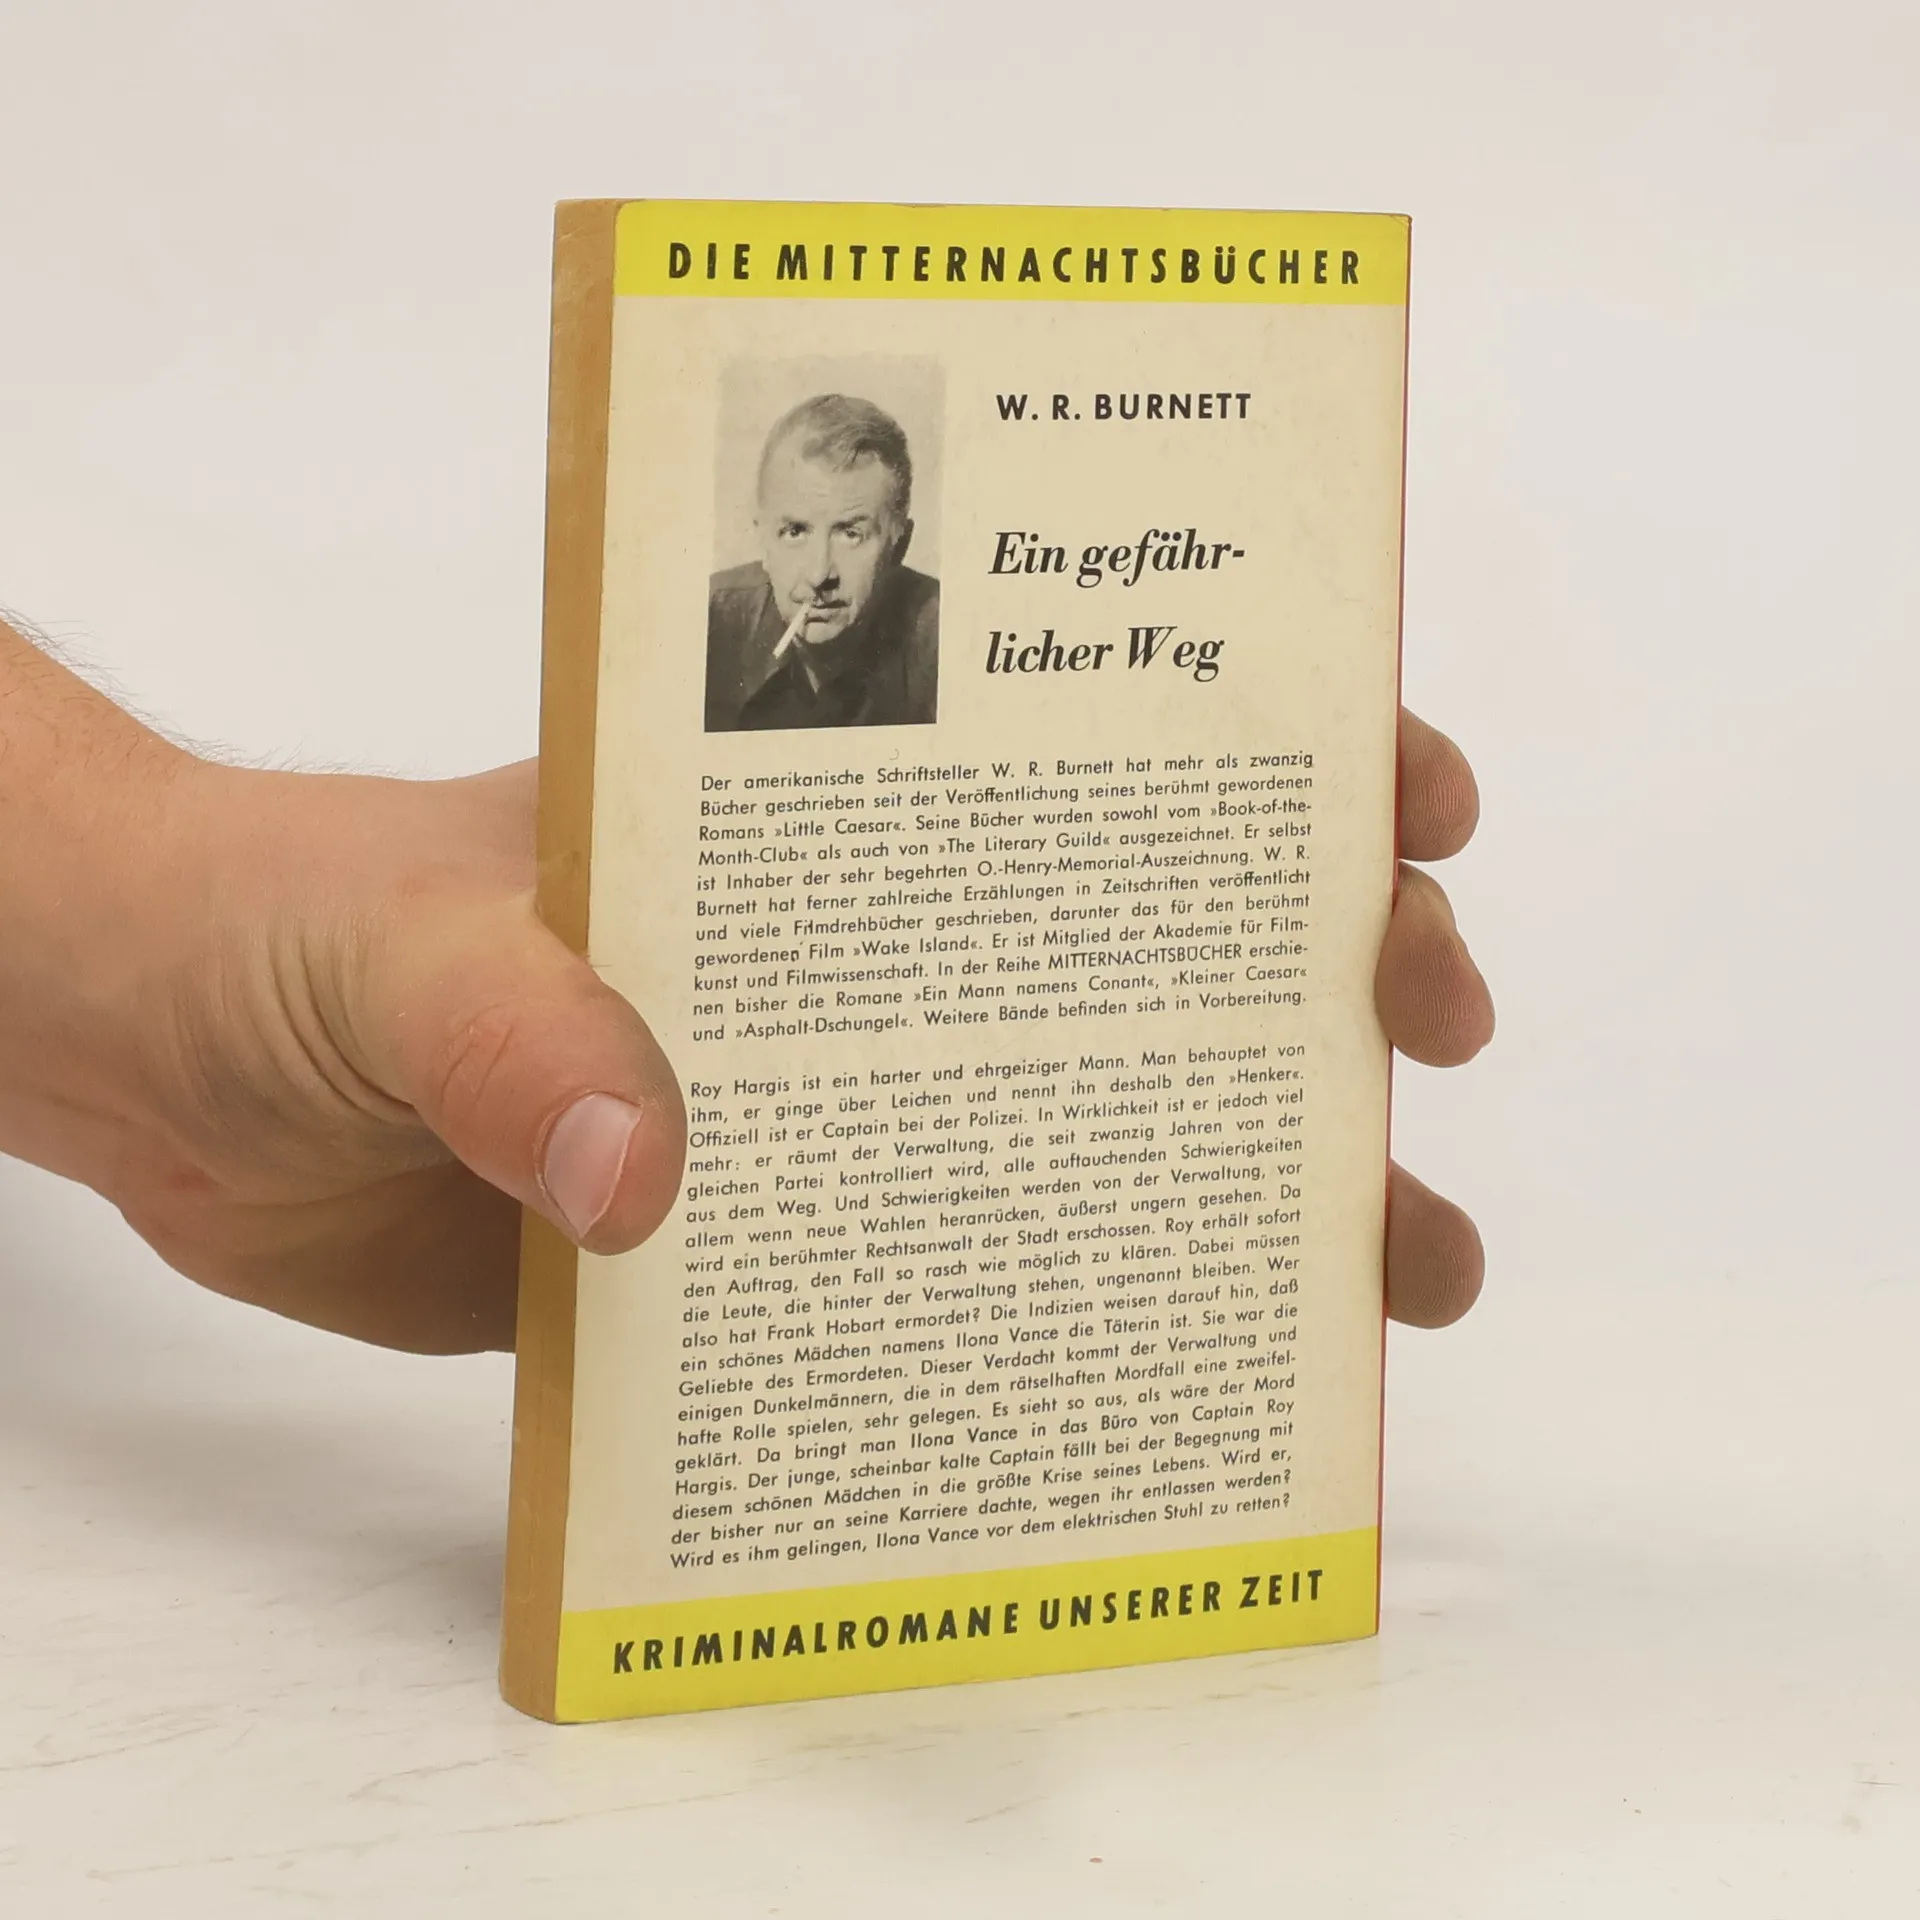 DIE MITTERNACHTSBÜCHER
W. R. BURNETT
Ein gefähr-
licher Weg
Der amerikanische Schriftsteller W. R. Burnett hat mehr als zwanzig
Bücher geschrieben seit der Veröffentlichung seines berühmt gewordenen
Romans »Little Caesar«. Seine Bücher wurden sowohl vom »Book-of-the-
Month-Club« als auch von »The Literary Guild« ausgezeichnet. Er selbst
ist Inhaber der sehr begehrten O.-Henry-Memorial-Auszeichnung. W. R.
Burnett hat ferner zahlreiche Erzählungen in Zeitschriften veröffentlicht
und viele Filmdrehbücher geschrieben, darunter das für den berühmt
gewordenen Film »Wake Island«. Er ist Mitglied der Akademie für Film-
kunst und Filmwissenschaft. In der Reihe MITTERNACHTSBÜCHER erschie-
nen bisher die Romane »Ein Mann namens Conant«, »Kleiner Caesar«
und »Asphalt-Dschungel«. Weitere Bände befinden sich in Vorbereitung.
Roy Hargis ist ein harter und ehrgeiziger Mann. Man behauptet von
ihm, er ginge über Leichen und nennt ihn deshalb den »Henker«.
Offiziell ist er Captain bei der Polizei. In Wirklichkeit ist er jedoch viel
mehr: er räumt der Verwaltung, die seit zwanzig Jahren von der
gleichen Partei kontrolliert wird, alle auftauchenden Schwierigkeiten
aus dem Weg. Und Schwierigkeiten werden von der Verwaltung, vor
allem wenn neue Wahlen heranrücken, äußerst ungern gesehen. Da
wird ein berühmter Rechtsanwalt der Stadt erschossen. Roy erhält sofort
den Auftrag, den Fall so rasch wie möglich zu klären. Dabei müssen
die Leute, die hinter der Verwaltung stehen, ungenannt bleiben. Wer
also hat Frank Hobart ermordet? Die Indizien weisen darauf hin, daß
ein schönes Mädchen namens Ilona Vance die Täterin ist. Sie war die
Geliebte des Ermordeten. Dieser Verdacht kommt der Verwaltung und
einigen Dunkelmännern, die in dem rätselhaften Mordfall eine zweifel-
hafte Rolle spielen, sehr gelegen. Es sieht so aus, als wäre der Mord
geklärt. Da bringt man Ilona Vance in das Büro von Captain Roy
Hargis. Der junge, scheinbar kalte Captain fällt bei der Begegnung mit
diesem schönen Mädchen in die größte Krise seines Lebens. Wird er,
der bisher nur an seine Karriere dachte, wegen ihr entlassen werden?
Wird es ihm gelingen, Ilona Vance vor dem elektrischen Stuhl zu retten?
KRIMINALROMANE UNSERER ZEIT